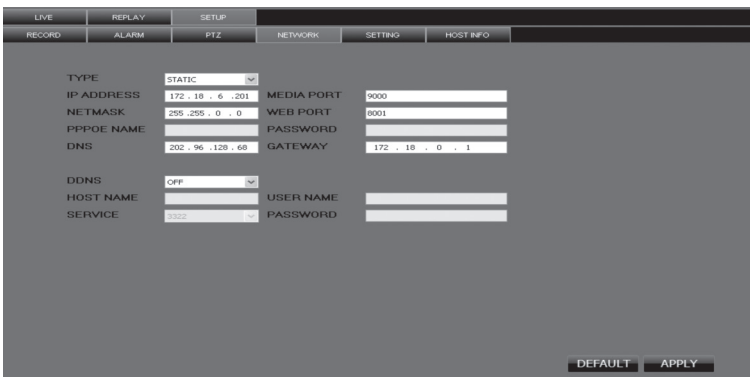 LIVE REPLAY SETUP
RECORD ALARM PTZ NETWORK SETTING HOST INFO
TYPE STATIC
IP ADDRESS 172 . 18 . 6 .201 MEDIA PORT 9000
NETMASK 255 .255 . 0 . 0 WEB PORT 8001
PPPOE NAME PASSWORD
DNS 202 . 96 .128 . 68 GATEWAY 172 . 18 . 0 . 1
DDNS OFF
HOST NAME USER NAME
SERVICE 3322 PASSWORD
DEFAULT APPLY